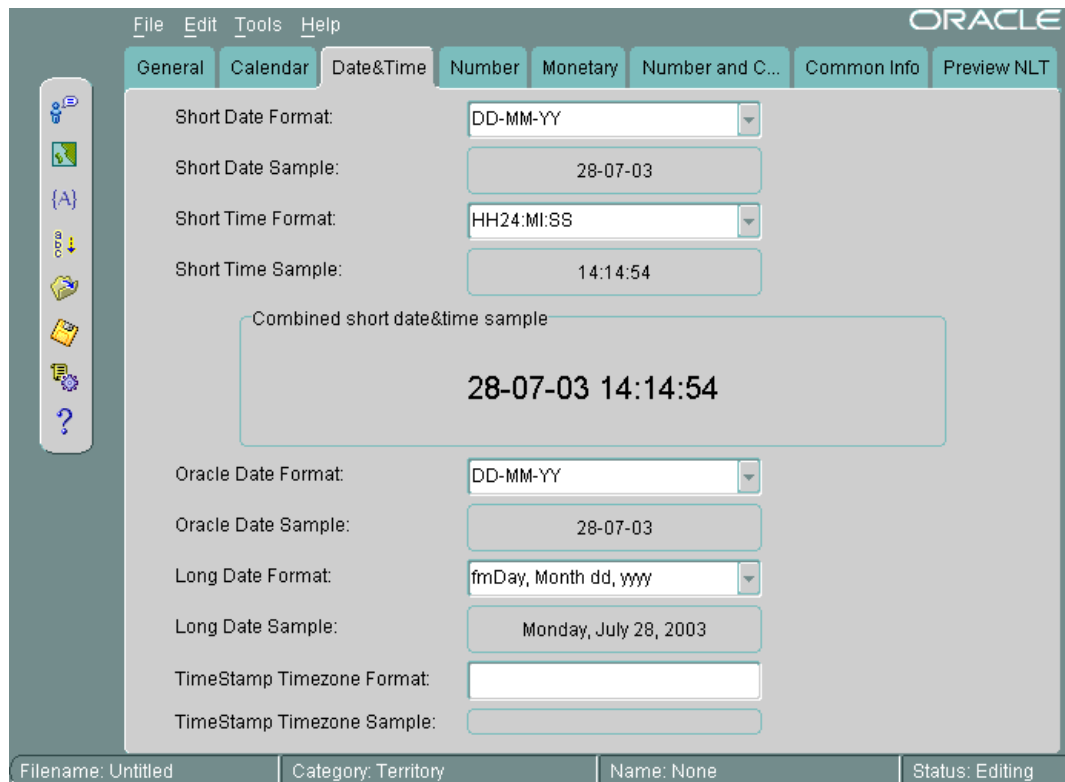 File Edit Tools Help
ORACLE
General Calendar Date&Time Number Monetary Number and C... Common Info Preview NLT
Short Date Format: DD-MM-YY
Short Date Sample: 28-07-03
{A}
Short Time Format: HH24:MI:SS
a
b
c
Short Time Sample: 14:14:54
Combined short date&time sample
28-07-03 14:14:54
?
Oracle Date Format: DD-MM-YY
Oracle Date Sample: 28-07-03
Long Date Format: fmDay, Month dd, yyyy
Long Date Sample: Monday, July 28, 2003
TimeStamp Timezone Format:
TimeStamp Timezone Sample:
Filename: Untitled Category: Territory Name: None Status: Editing